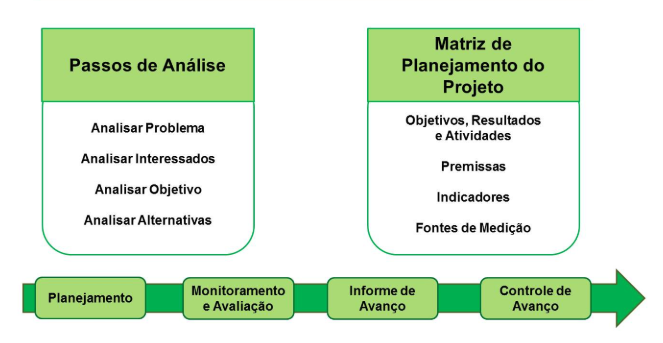 Passos de Análise
Analisar Problema
Analisar Interessados
Analisar Objetivo
Analisar Alternativas
Matriz de
Planejamento do
Projeto
Objetivos, Resultados
e Atividades
Premissas
Indicadores
Fontes de Medição
Planejamento
Monitoramento
e Avaliação
Informe de
Avanço
Controle de
Avanço